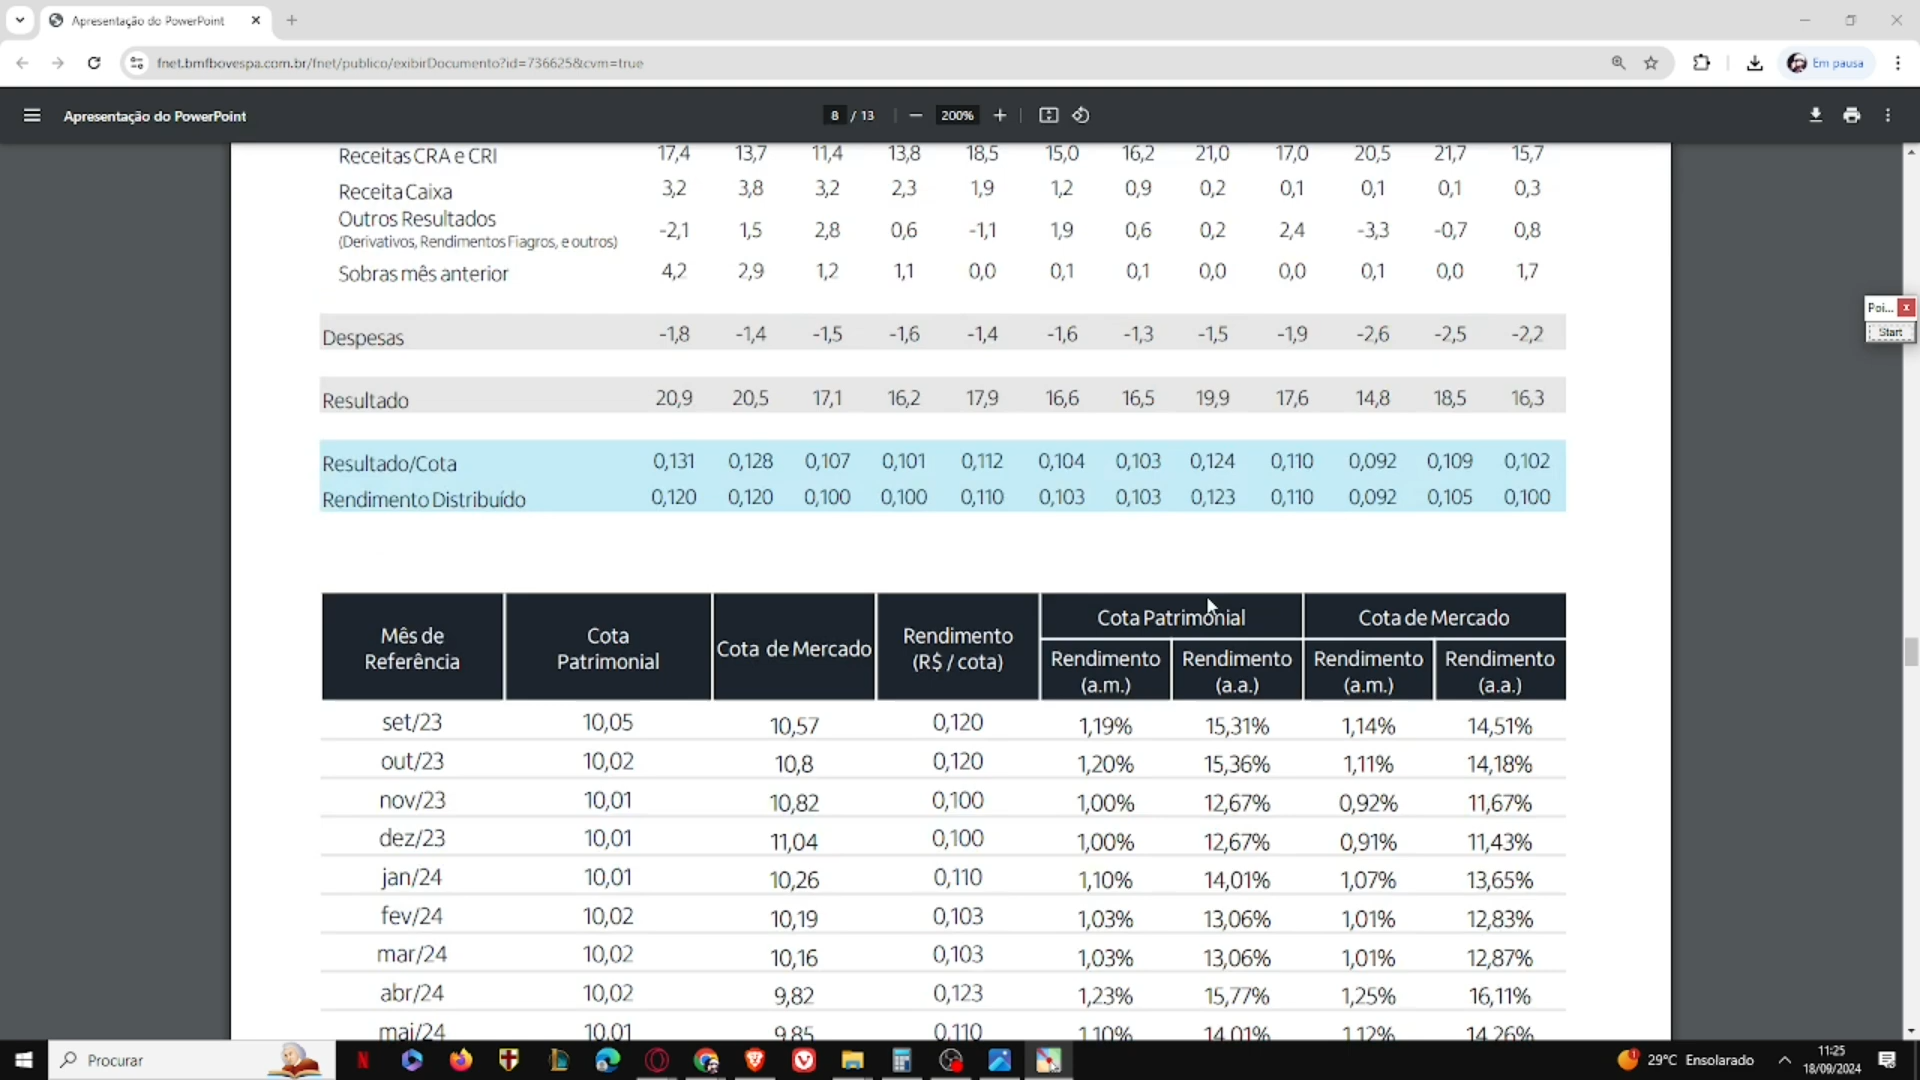 Apresentação do PowerPoint
fnet.bmfbovespa.com.br/fnet/publico/exibirDocumento?id=736625&cvm=true
Em pausa
Apresentação do PowerPoint
8 / 13
200%
Receitas CRA e CRI 17,4 13,7 11,4 13,8 18,5 15,0 16,2 21,0 17,0 20,5 21,7 15,7
Receita Caixa 3,2 3,8 3,2 2,3 1,9 1,2 0,9 0,2 0,1 0,1 0,1 0,3
Outros Resultados
(Derivativos, Rendimentos Fiagros, e outros) -2,1 1,5 2,8 0,6 -1,1 1,9 0,6 0,2 2,4 -3,3 -0,7 0,8
Sobras mês anterior 4,2 2,9 1,2 1,1 0,0 0,1 0,1 0,0 0,0 0,1 0,0 1,7
Poi...
Start
Despesas -1,8 -1,4 -1,5 -1,6 -1,4 -1,6 -1,3 -1,5 -1,9 -2,6 -2,5 -2,2
Resultado 20,9 20,5 17,1 16,2 17,9 16,6 16,5 19,9 17,6 14,8 18,5 16,3
Resultado/Cota 0,131 0,128 0,107 0,101 0,112 0,104 0,103 0,124 0,110 0,092 0,109 0,102
Rendimento Distribuído 0,120 0,120 0,100 0,100 0,110 0,103 0,103 0,123 0,110 0,092 0,105 0,100
Mês de
Referência
Cota
Patrimonial
Cota de Mercado
Rendimento
(R$ / cota)
Cota Patrimonial
Cota de Mercado
Rendimento
(a.m.)
Rendimento
(a.a.)
Rendimento
(a.m.)
Rendimento
(a.a.)
set/23 10,05 10,57 0,120 1,19% 15,31% 1,14% 14,51%
out/23 10,02 10,8 0,120 1,20% 15,36% 1,11% 14,18%
nov/23 10,01 10,82 0,100 1,00% 12,67% 0,92% 11,67%
dez/23 10,01 11,04 0,100 1,00% 12,67% 0,91% 11,43%
jan/24 10,01 10,26 0,110 1,10% 14,01% 1,07% 13,65%
fev/24 10,02 10,19 0,103 1,03% 13,06% 1,01% 12,83%
mar/24 10,02 10,16 0,103 1,03% 13,06% 1,01% 12,87%
abr/24 10,02 9,82 0,123 1,23% 15,77% 1,25% 16,11%
mai/24 10,01 9,85 0,110 1,10% 14,01% 1,12% 14,26%
Procurar
29°C Ensolarado
11:25
18/09/2024